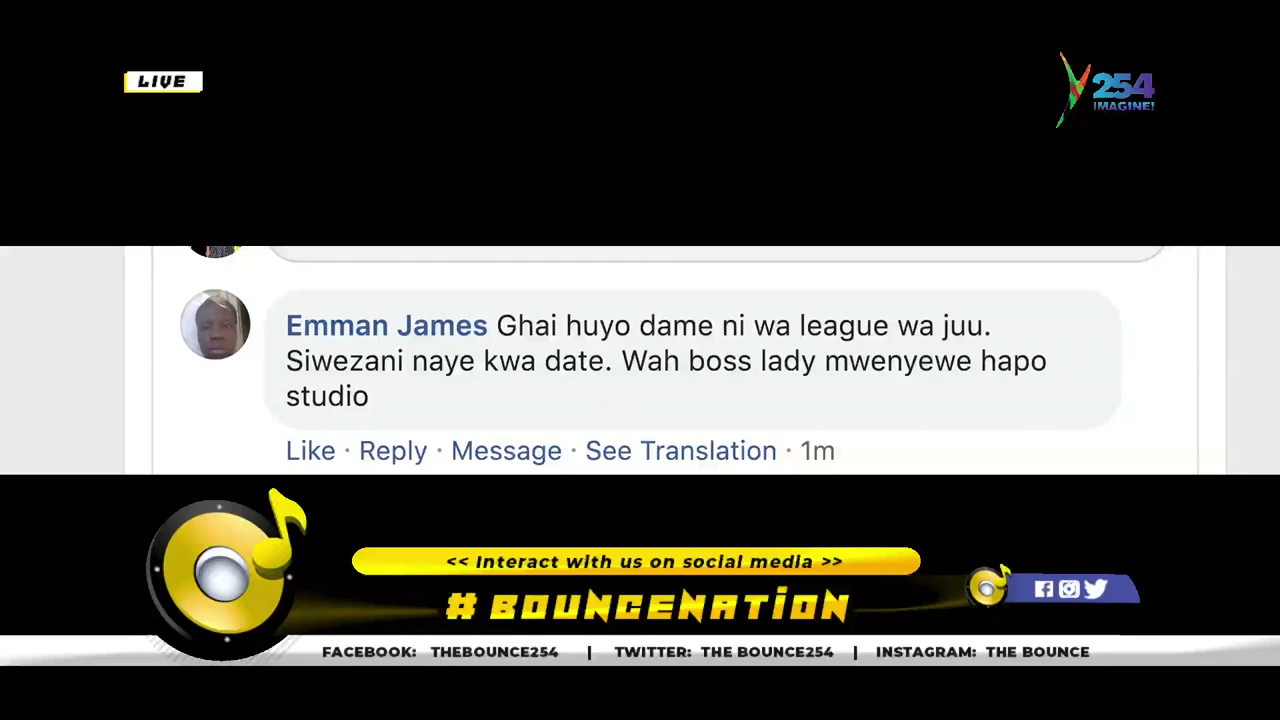 LIVE
254
IMAGINE!
Emman James Ghai huyo dame ni wa league wa juu.
Siwezani naye kwa date. Wah boss lady mwenyewe hapo
studio
Like · Reply · Message · See Translation · 1m
<< Interact with us on social media >>
# BOUNCENATION
FACEBOOK: THEBOUNCE254 | TWITTER: THE BOUNCE254 | INSTAGRAM: THE BOUNCE